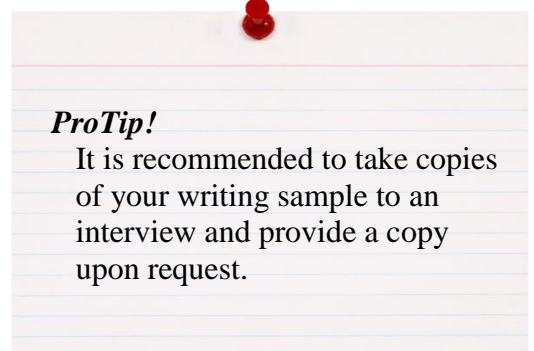 ProTip!
It is recommended to take copies
of your writing sample to an
interview and provide a copy
upon request.